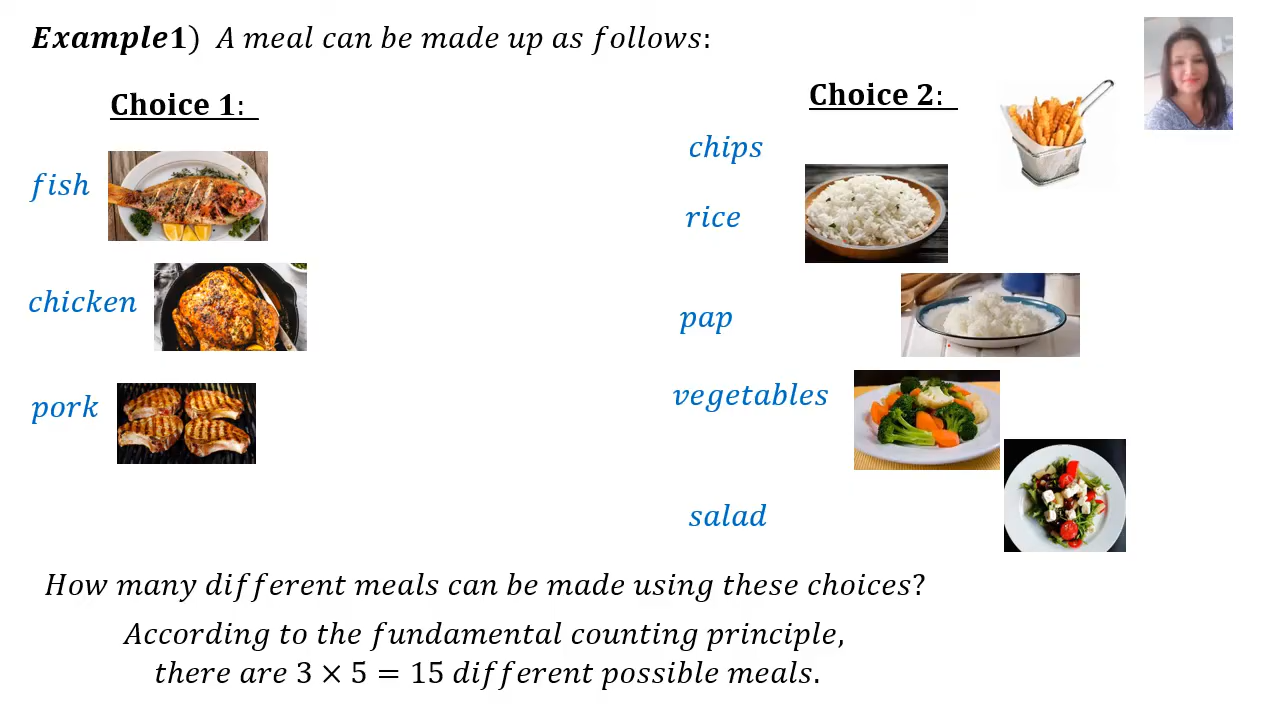 Example1) A meal can be made up as follows:
Choice 1:
fish
chicken
pork
Choice 2:
chips
rice
pap
vegetables
salad
How many different meals can be made using these choices?
According to the fundamental counting principle,
there are 3 × 5 = 15 different possible meals.